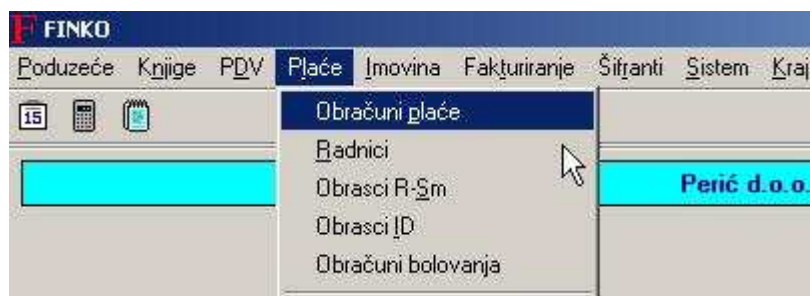 FINKO
Poduzeće Knjige PDV Plaće Imovina Fakturiranje Šifranti Sistem Kraj
15
Obračuni plaće
Radnici
Obrasci R-Sm
Perić d.o.o.
Obrasci ID
Obračuni bolovanja